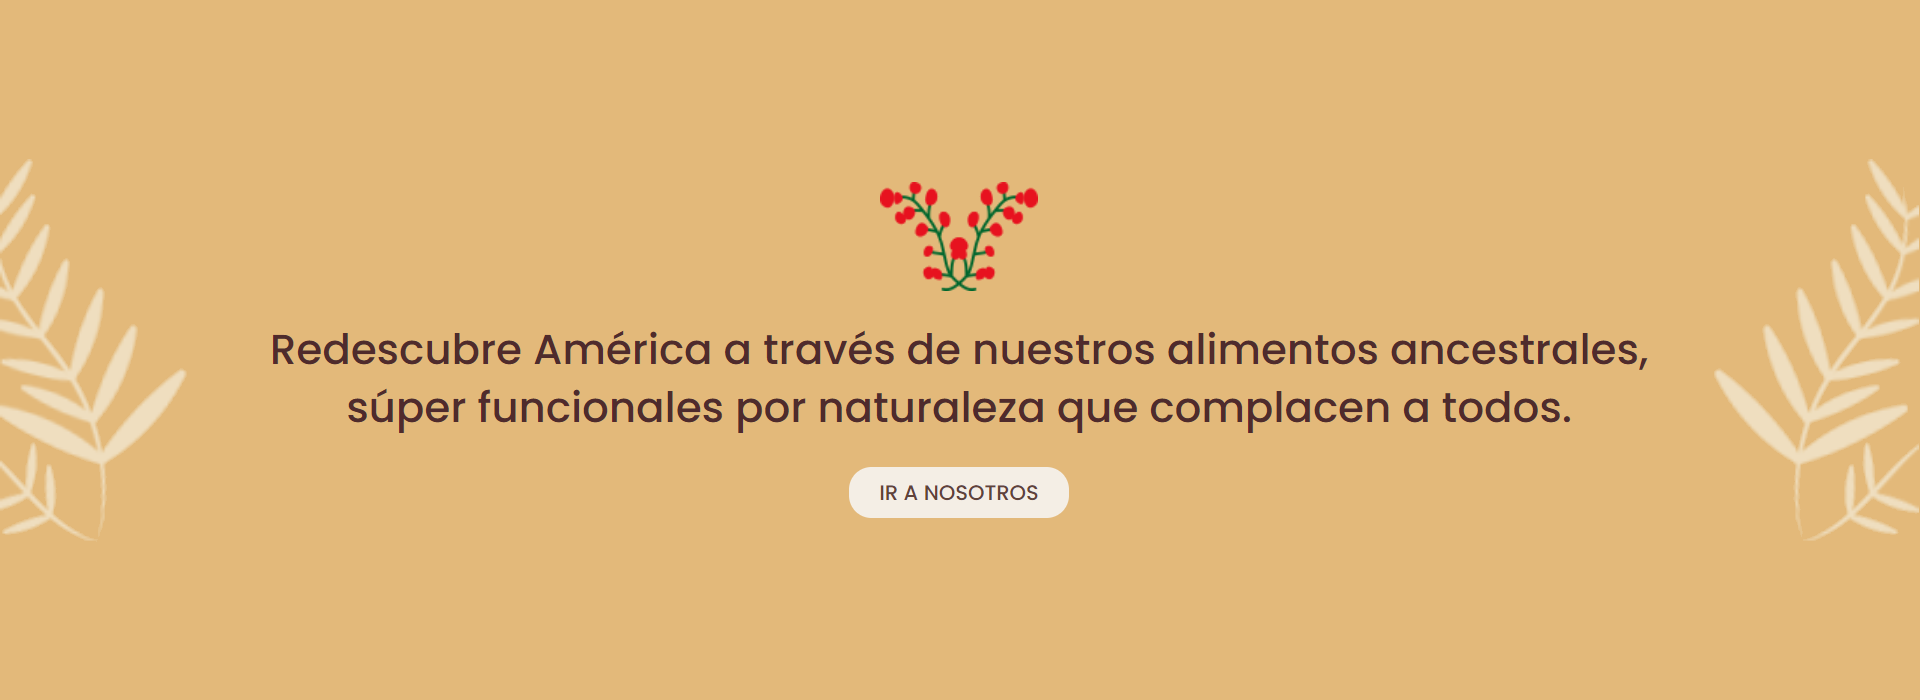 Redescubre América a través de nuestros alimentos ancestrales,
súper funcionales por naturaleza que complacen a todos.
IR A NOSOTROS